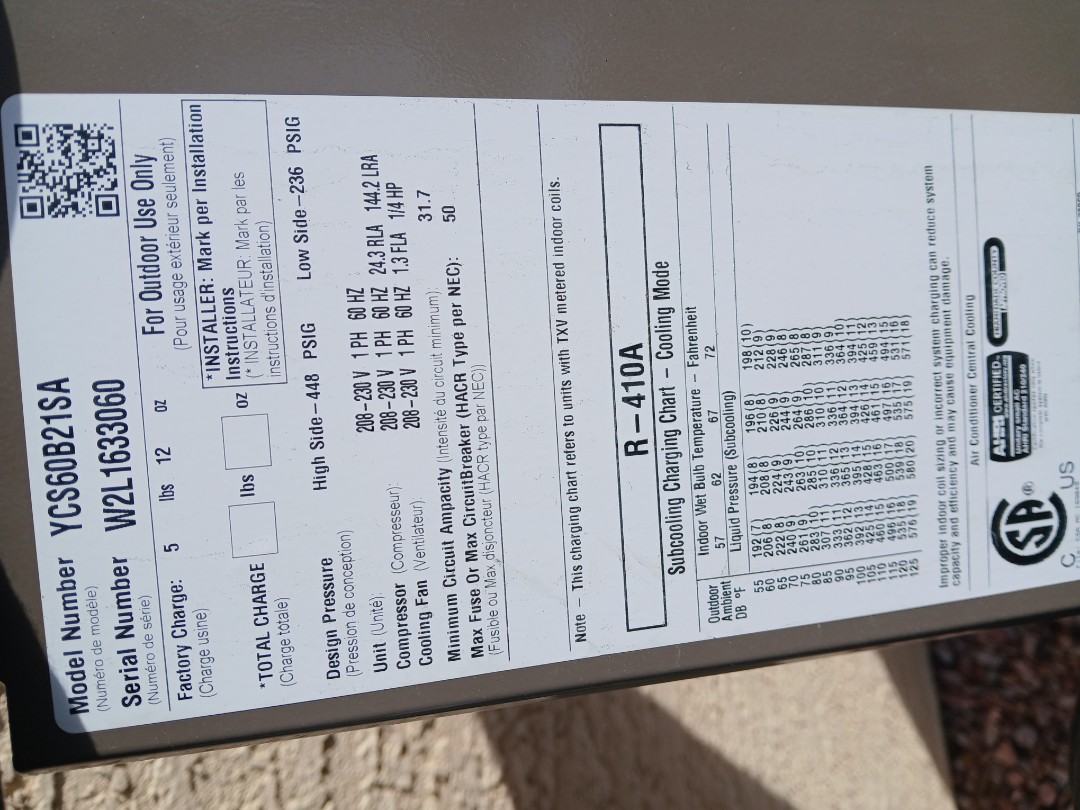 Model Number YCS60B21SA
(Numéro de modèle)
Serial Number W2L1633060
(Numéro de série)
Factory Charge: 5 lbs 12 oz
(Charge usine)
For Outdoor Use Only
(Pour usage extérieur seulement)
*TOTAL CHARGE lbs oz
(Charge totale)
*INSTALLER: Mark per Installation
Instructions
(* INSTALLATEUR: Mark par les
instructions d'installation)
Design Pressure High Side-448 PSIG Low Side-236 PSIG
(Pression de conception)
Unit (Unité): 208-230 V 1 PH 60 HZ
Compressor (Compresseur): 208-230 V 1 PH 60 HZ 24.3 RLA 144.2 LRA
Cooling Fan (Ventilateur): 208-230 V 1 PH 60 HZ 1.3 FLA 1/4 HP
Minimum Circuit Ampacity (Intensité du circuit minimum): 31.7
Max Fuse Or Max CircuitBreaker (HACR Type per NEC): 50
(Fusible ou Max disjoncteur (HACR type par NEC))
Note - This charging chart refers to units with TXV metered indoor coils.
R-410A
Subcooling Charging Chart - Cooling Mode
Outdoor Indoor Wet Bulb Temperature - Fahrenheit
Ambient 57 62 67 72
DB °F Liquid Pressure (Subcooling)
55 192(7) 194(8) 196(8) 198(10)
60 206(8) 208(8) 210(8) 212(9)
65 222(8) 224(9) 226(9) 228(9)
70 240(9) 243(9) 244(9) 246(8)
75 261(9) 263(10) 264(9) 265(8)
80 283(10) 285(10) 286(10) 287(8)
85 307(11) 310(11) 310(10) 311(9)
90 333(11) 336(12) 336(11) 336(9)
95 362(12) 365(13) 364(12) 364(10)
100 392(13) 395(14) 394(13) 394(11)
105 425(14) 428(15) 426(14) 425(12)
110 460(15) 463(16) 461(15) 459(13)
115 496(16) 500(17) 497(16) 494(15)
120 535(18) 539(18) 535(17) 531(16)
125 576(19) 580(20) 575(19) 571(18)
Improper indoor coil sizing or incorrect system charging can reduce system
capacity and efficiency and may cause equipment damage.
Air Conditioner Central Cooling
SA ®
C US
CERTIFIED